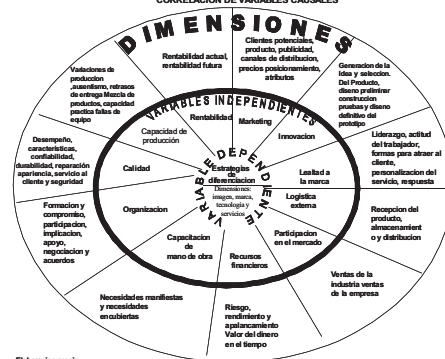 CORRELACION DE VARIABLES CAUSALES
DIMENSIONES
Rentabilidad actual,
rentabilidad futura
Clientes potenciales,
producto, publicidad,
canales de distribucion,
precios posicionamiento,
atributos
Generacion de la
Idea y seleccion.
Del Producto,
diseno preliminar
construccion
pruebas y diseno
definitivo del
prototipo
Liderazgo, actitud
del trabajador,
formas para atraer al
cliente,
personalizacion del
servicio, respuesta
Recepcion del
producto,
almacenamient
o y distribucion
Ventas de la
industria ventas
de la empresa
Riesgo,
rendimiento y
apalancamiento
Valor del dinero
en el tiempo
Necesidades manifiestas
y necesidades
encubiertas
Formacion y
compromiso,
participacion,
implicacion,
apoyo,
negociacion y
acuerdos
Desempeño,
caracteristicas,
confiabilidad,
durabilidad, reparación
apariencia, servicio al
cliente y seguridad
Variaciones de
produccion
,ausentismo, retrasos
de entrega Mezcla de
productos, capacidad
practica fallas de
equipo
VARIABLES INDEPENDIENTES
Rentabilidad
Marketing
Innovacion
Lealtad a
la marca
Logistica
externa
Participacion
en el mercado
Recursos
financieros
Capacitacion
de
mano de obra
Organizacion
Calidad
Capacidad de
producción
VARIABLE DEPENDIENTE
Estrategias
de
diferenciacion
Dimensiones:
imagen, marca,
tecnologia y
servicios